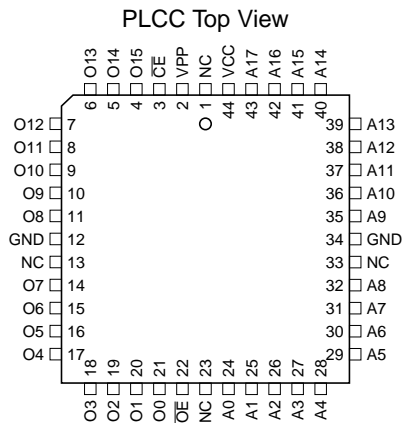 PLCC Top View
O13 O14 O15 CE VPP NC VCC A17 A16 A15 A14
6 5 4 3 2 1 44 43 42 41 40
O12 7 39 A13
O11 8 38 A12
O10 9 37 A11
O9 10 36 A10
O8 11 35 A9
GND 12 34 GND
NC 13 33 NC
O7 14 32 A8
O6 15 31 A7
O5 16 30 A6
O4 17 29 A5
18 19 20 21 22 23 24 25 26 27 28
O3 O2 O1 O0 OE NC A0 A1 A2 A3 A4